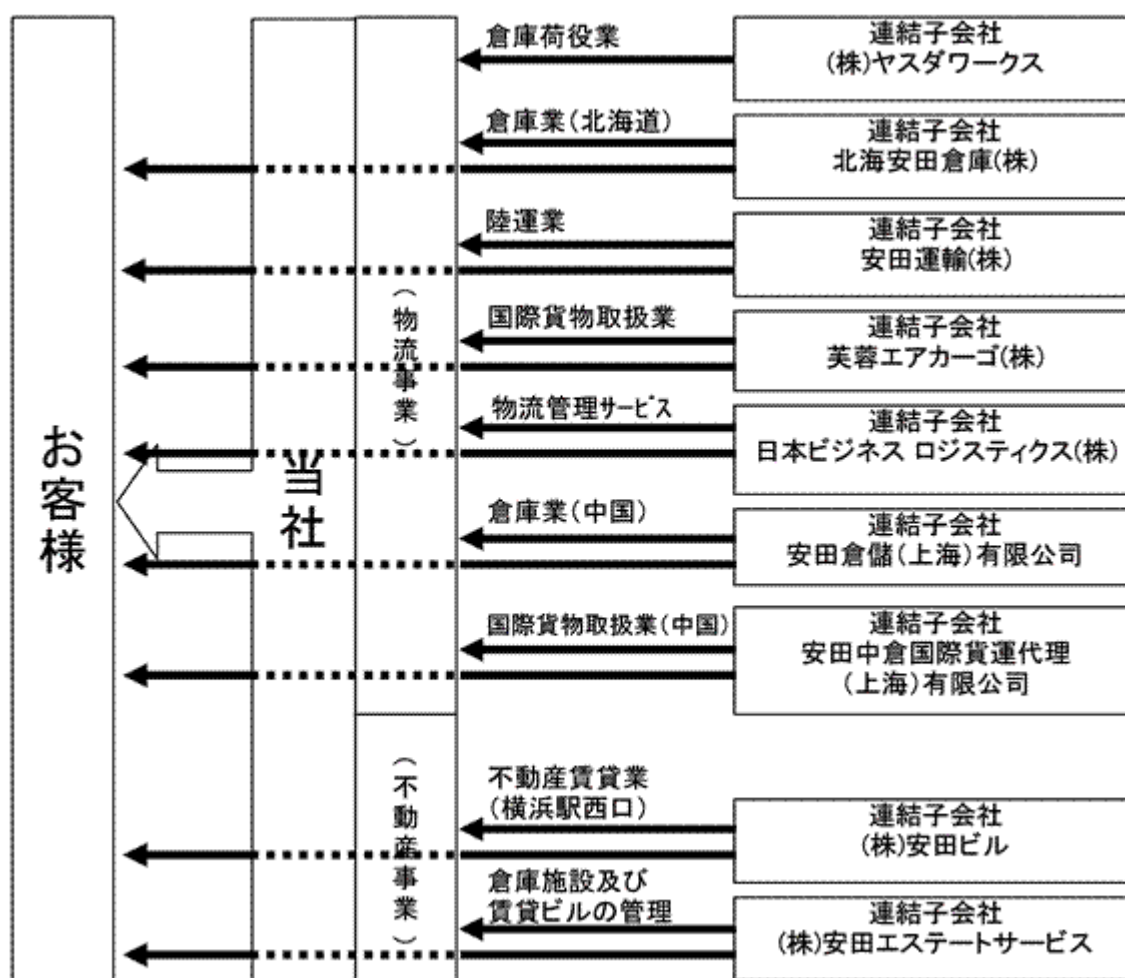 お客様
当社
（物流事業）
（不動産事業）
倉庫荷役業
連結子会社
(株)ヤスダワークス
倉庫業(北海道)
連結子会社
北海安田倉庫(株)
陸運業
連結子会社
安田運輸(株)
国際貨物取扱業
連結子会社
芙蓉エアカーゴ(株)
物流管理ｻｰﾋﾞｽ
連結子会社
日本ビジネス ロジスティクス(株)
倉庫業(中国)
連結子会社
安田倉儲(上海)有限公司
国際貨物取扱業(中国)
連結子会社
安田中倉国際貨運代理
(上海)有限公司
不動産賃貸業
(横浜駅西口)
連結子会社
(株)安田ビル
倉庫施設及び
賃貸ビルの管理
連結子会社
(株)安田エステートサービス